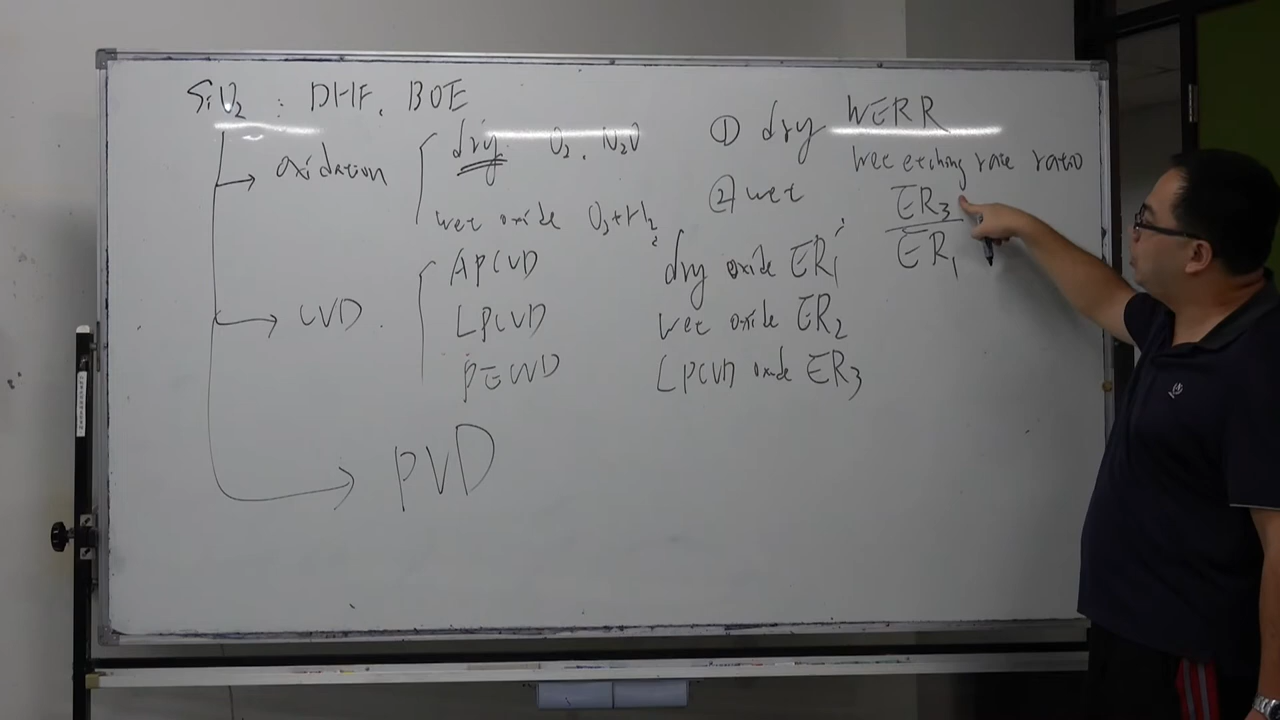 SiO2 : DHF. BOE
oxidation
dry O2, N2O
wet oxide O2+H2
CVD
APCVD
LPCVD
PECVD
PVD
① dry
② wet
dry oxide ER1
wet oxide ER2
LPCVD oxide ER3
WERR
wet etching rate ratio
ER3
ER1